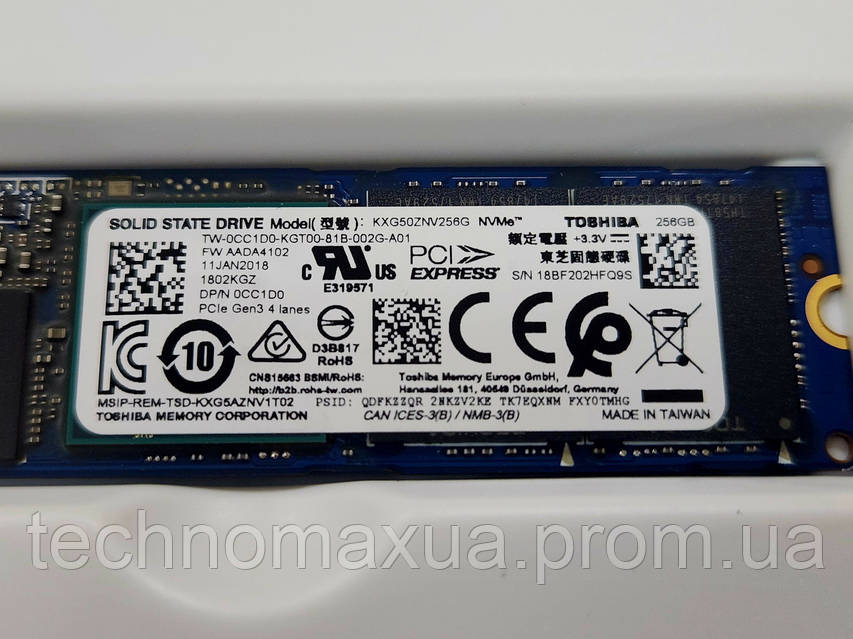 SOLID STATE DRIVE Model(型號): KXG50ZNV256G NVMe™ TOSHIBA 256GB
TW-0CC1D0-KGT00-81B-002G-A01
FW AADA4102
11JAN2018
1802KGZ
DP/N 0CC1D0
PCIe Gen3 4 lanes
c RU US
E319571
PCI EXPRESS®
額定電壓 +3.3V
東芝固態硬碟
S/N 18BF202HFQ9S
10
D3B817
RoHS
CE
CNS15663 BSMI/RoHS:
http://b2b.rohs-tw.com
Toshiba Memory Europe GmbH,
Hansaallee 181, 40549 Düsseldorf, Germany
MSIP-REM-TSD-KXG5AZNV1T02
PSID: QDFKZZQR 2NKZV2KE TK7EQXNM FXY0TMHG
TOSHIBA MEMORY CORPORATION
CAN ICES-3(B) / NMB-3(B)
MADE IN TAIWAN
technomaxua.prom.ua